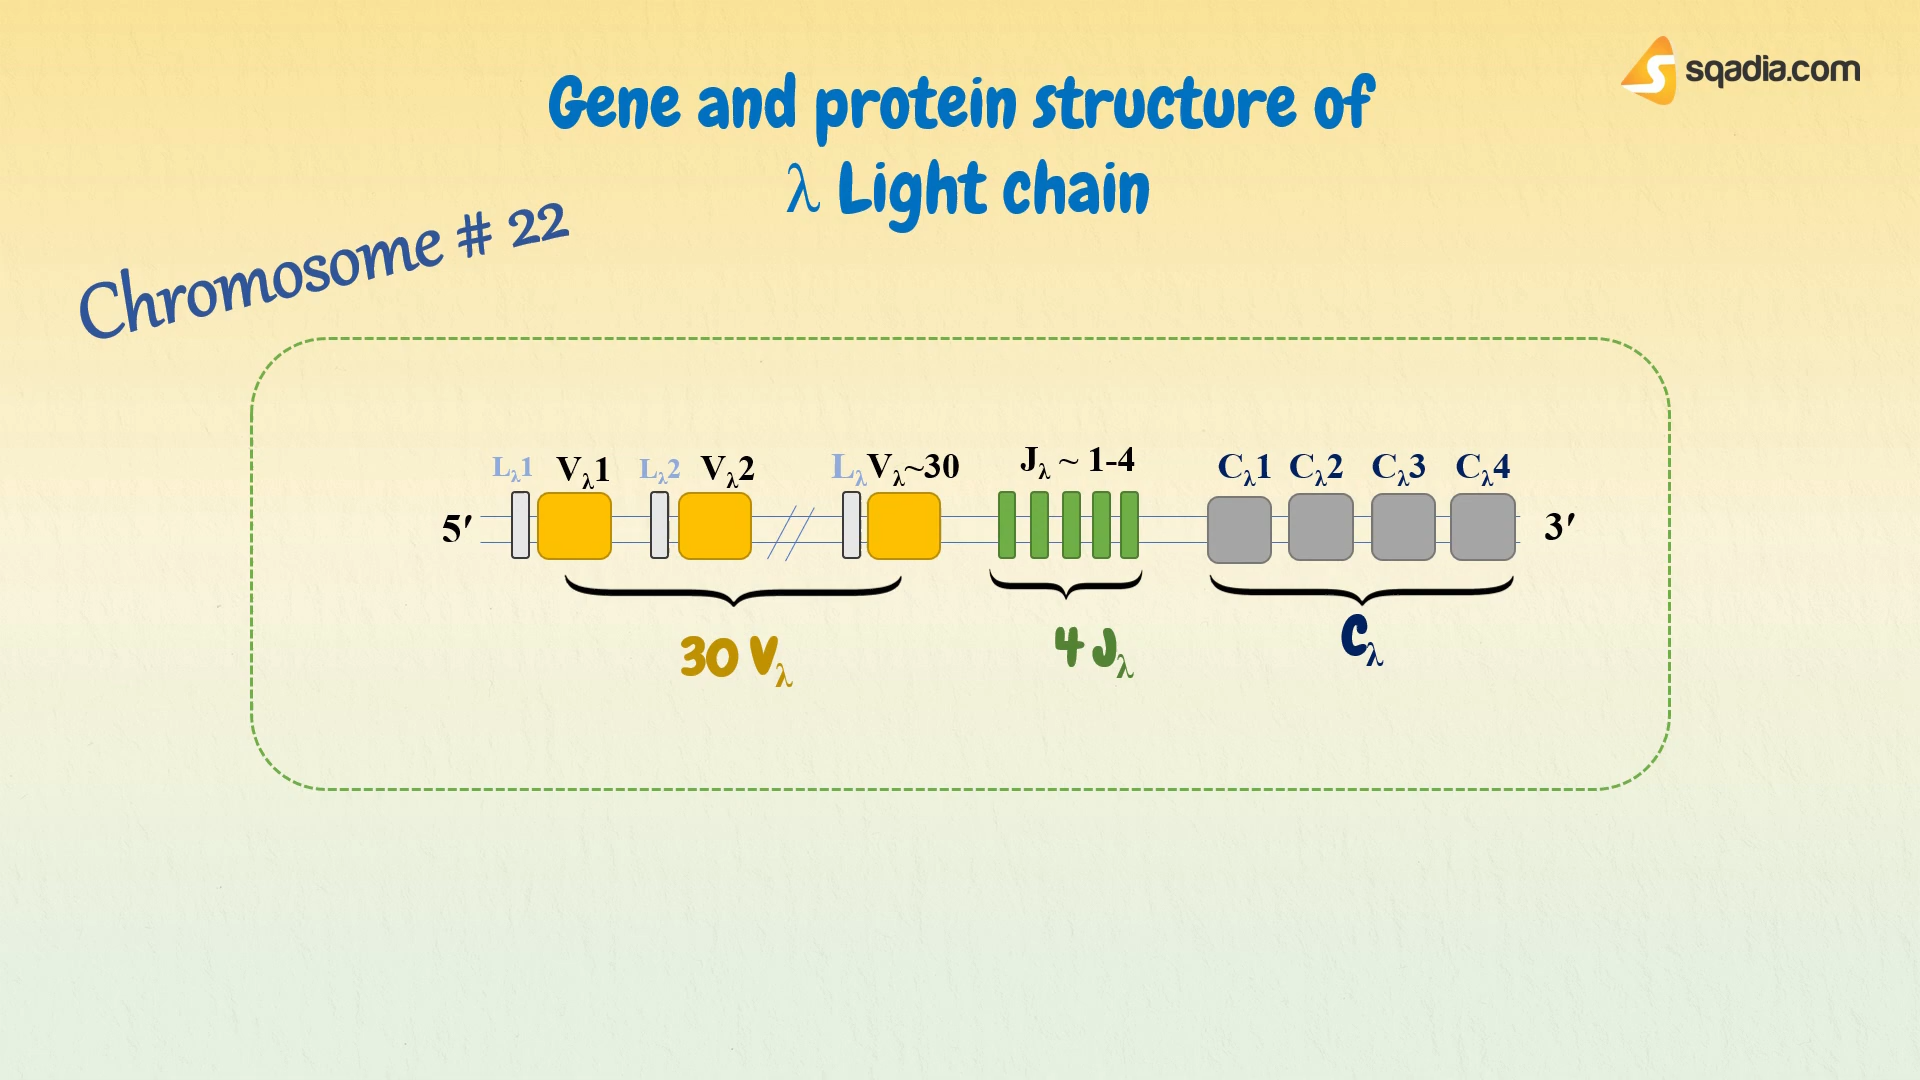 sqadia.com
Gene and protein structure of
λ Light chain
Chromosome # 22
Lλ1 Vλ1 Lλ2 Vλ2 Lλ Vλ~30 Jλ ~ 1-4 Cλ1 Cλ2 Cλ3 Cλ4
5′ 3′
30 Vλ 4 Jλ Cλ